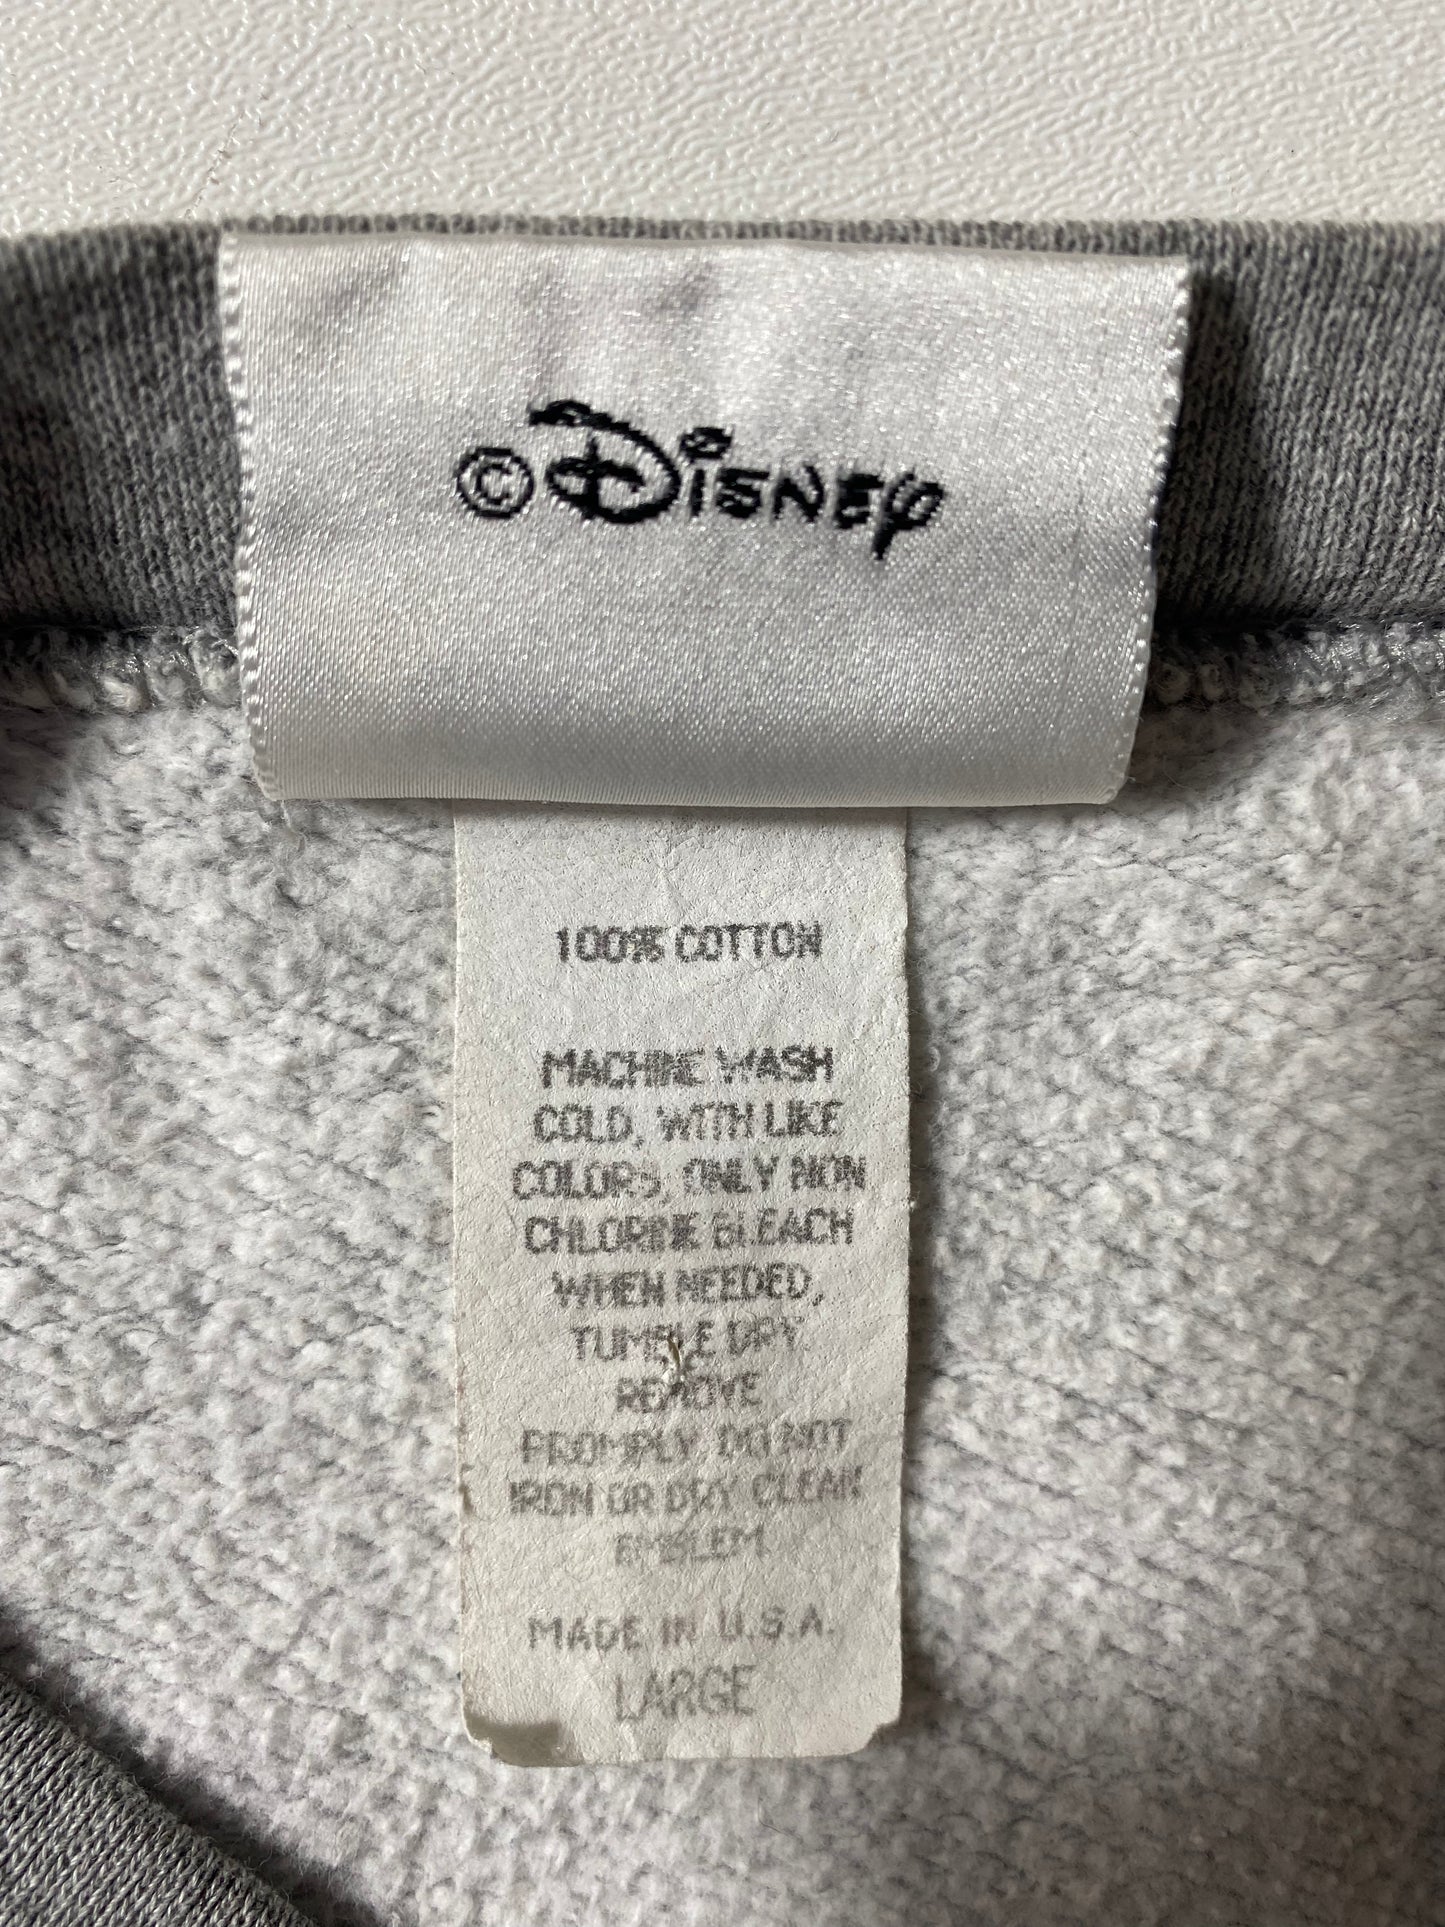 ©Disney
100% COTTON
MACHINE WASH
COLD, WITH LIKE
COLORS, ONLY NON
CHLORINE BLEACH
WHEN NEEDED,
TUMBLE DRY.
REMOVE
PROMPLY. DO NOT
IRON OR DRY CLEAN
EMBLEM
MADE IN U.S.A.
LARGE